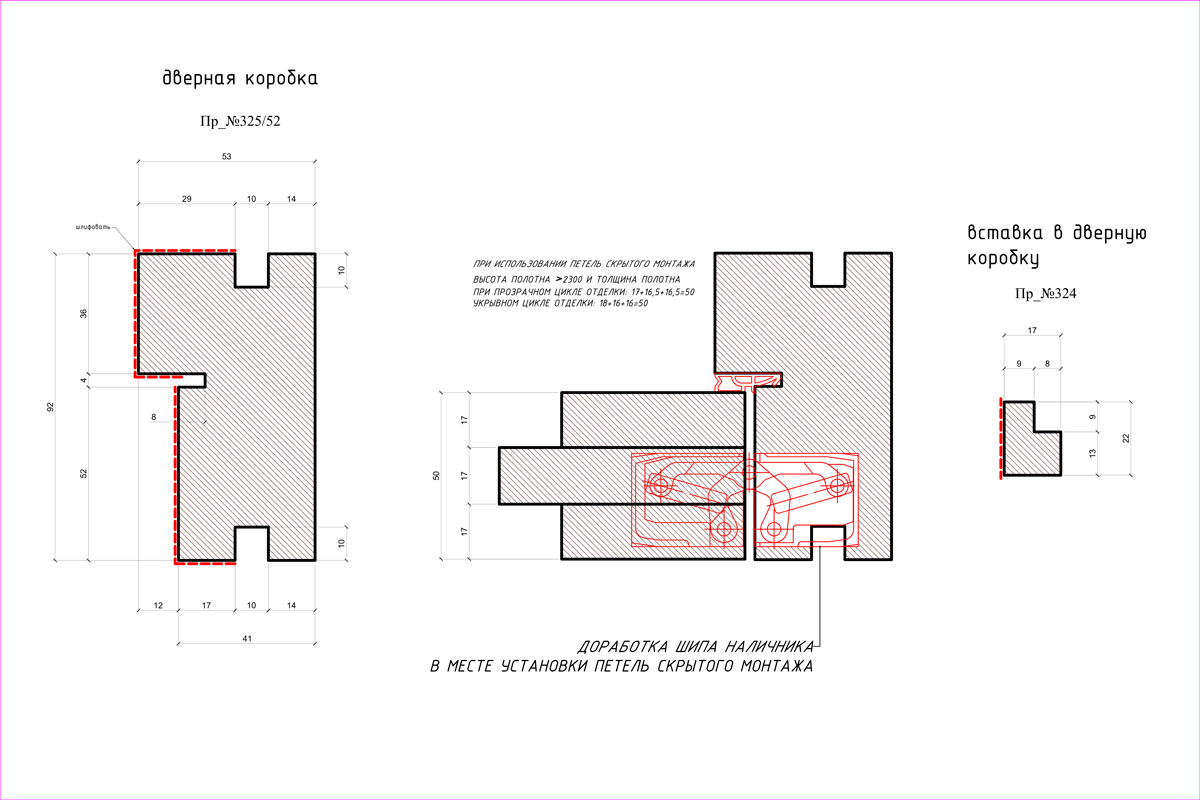 дверная коробка
Пр_№325/52
53
29
10
14
шлифовать
10
36
4
92
8
52
10
12
17
10
14
41
ПРИ ИСПОЛЬЗОВАНИИ ПЕТЕЛЬ СКРЫТОГО МОНТАЖА
ВЫСОТА ПОЛОТНА >2300 И ТОЛЩИНА ПОЛОТНА
ПРИ ПРОЗРАЧНОМ ЦИКЛЕ ОТДЕЛКИ: 17+16,5+16,5=50
УКРЫВНОМ ЦИКЛЕ ОТДЕЛКИ: 18+16+16=50
17
50
17
17
ДОРАБОТКА ШИПА НАЛИЧНИКА
В МЕСТЕ УСТАНОВКИ ПЕТЕЛЬ СКРЫТОГО МОНТАЖА
вставка в дверную
коробку
Пр_№324
17
9
8
9
22
13